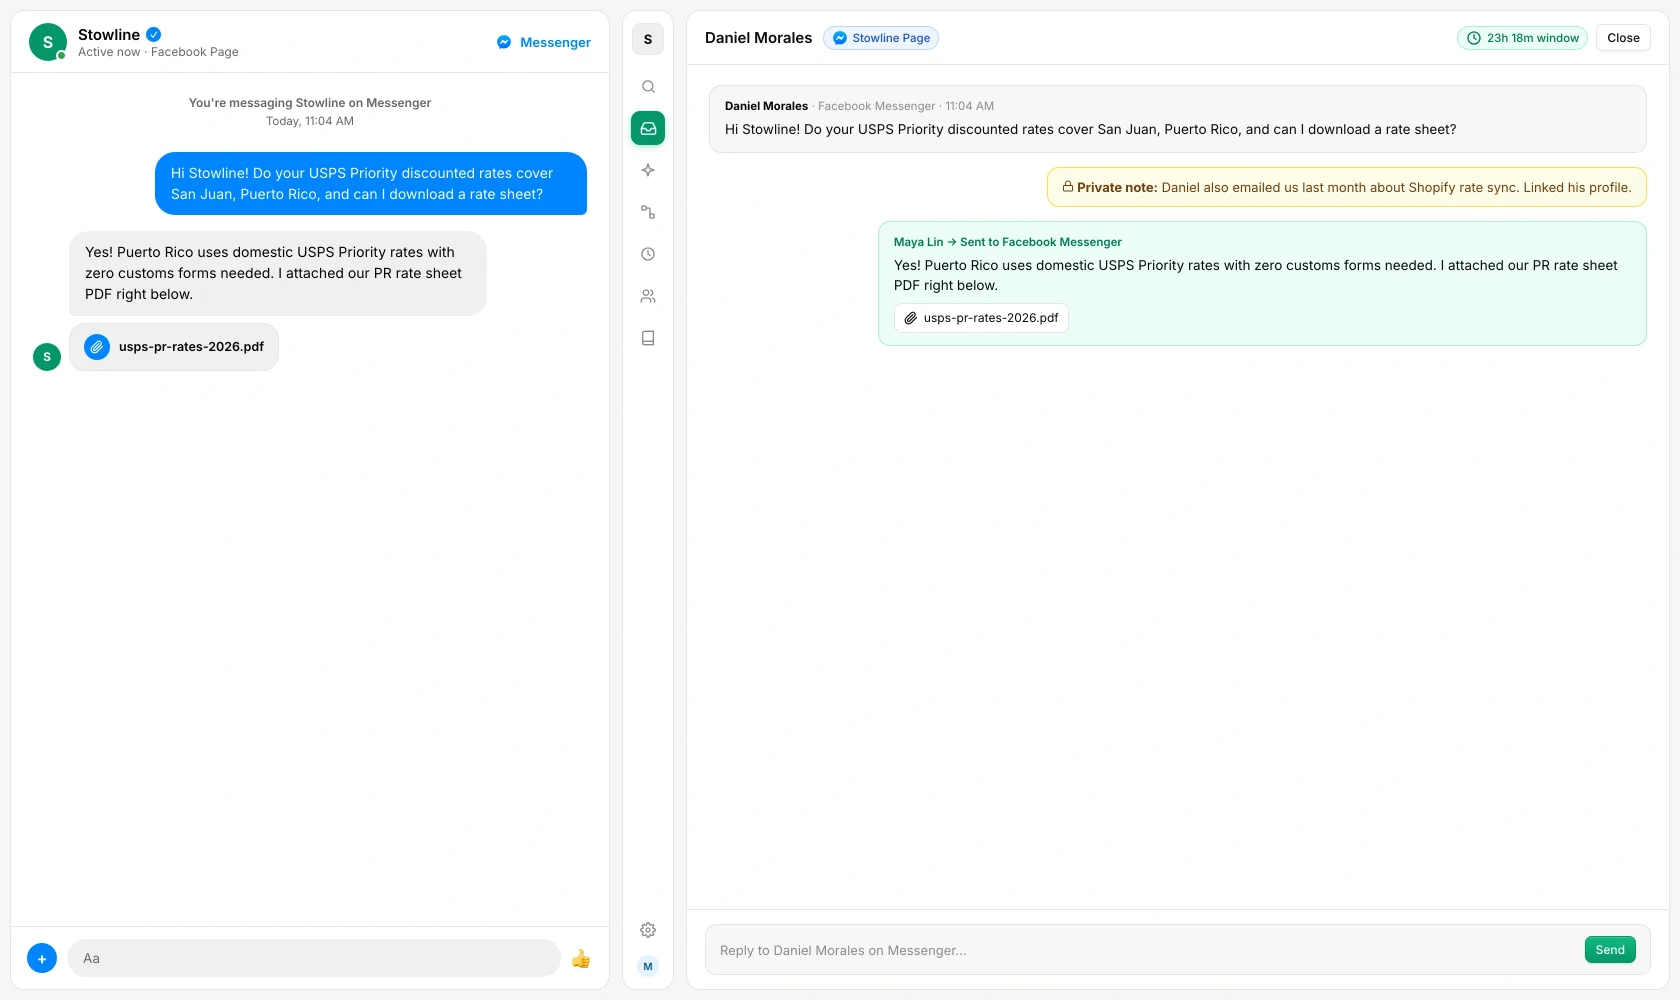 S
Stowline
Active now · Facebook Page
Messenger
You're messaging Stowline on Messenger
Today, 11:04 AM
Hi Stowline! Do your USPS Priority discounted rates cover
San Juan, Puerto Rico, and can I download a rate sheet?
Yes! Puerto Rico uses domestic USPS Priority rates with
zero customs forms needed. I attached our PR rate sheet
PDF right below.
S
usps-pr-rates-2026.pdf
+
Aa
S
M
Daniel Morales
Stowline Page
23h 18m window
Close
Daniel Morales · Facebook Messenger · 11:04 AM
Hi Stowline! Do your USPS Priority discounted rates cover San Juan, Puerto Rico, and can I download a rate sheet?
Private note: Daniel also emailed us last month about Shopify rate sync. Linked his profile.
Maya Lin → Sent to Facebook Messenger
Yes! Puerto Rico uses domestic USPS Priority rates with zero customs forms needed. I attached our PR rate sheet
PDF right below.
usps-pr-rates-2026.pdf
Reply to Daniel Morales on Messenger...
Send